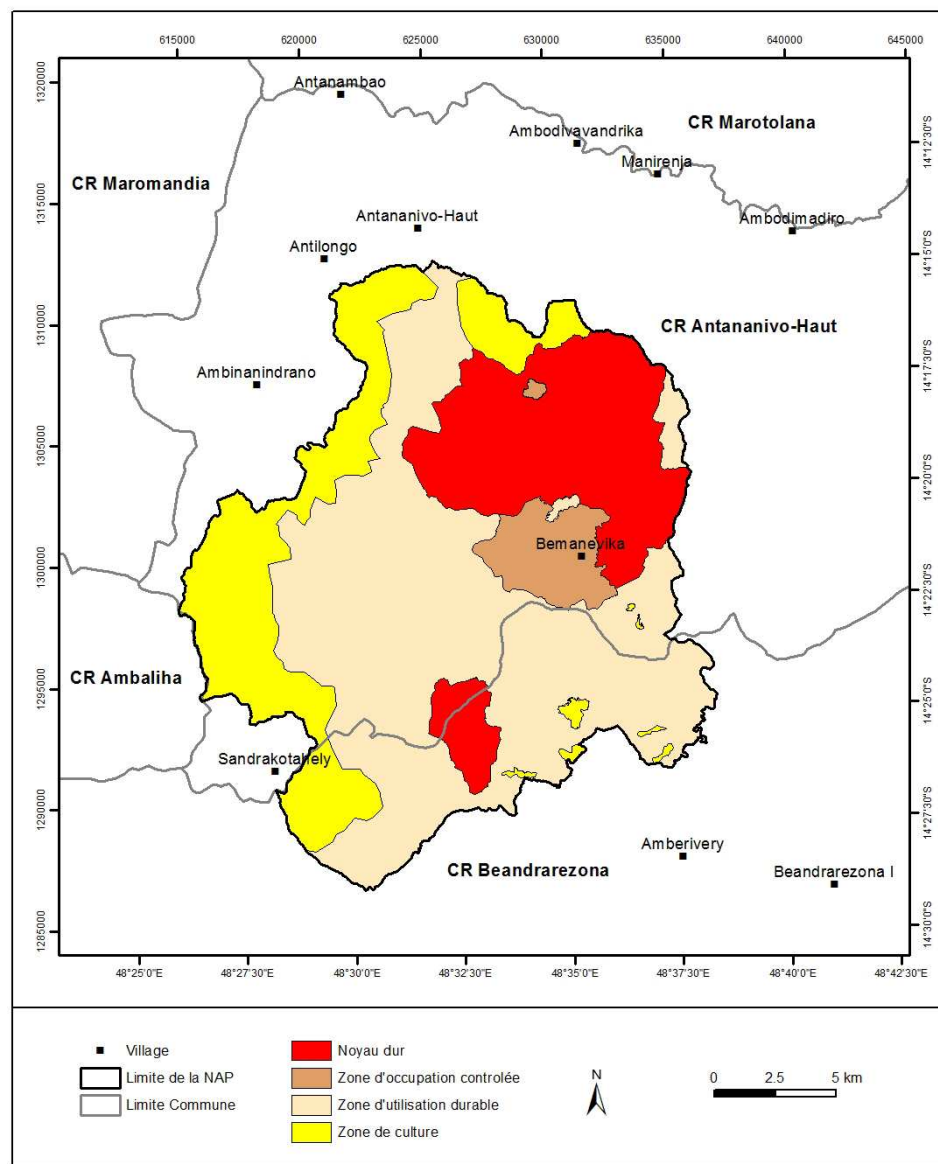 615000 620000 625000 630000 635000 640000 645000
1320000
Antanambao
Ambodivavandrika
CR Marotolana
14°12'30"S
Manirenja
CR Maromandia
1315000
Antananivo-Haut
Ambodimadiro
Antilongo
14°15'0"S
1310000
CR Antananivo-Haut
14°17'30"S
Ambinanindrano
1305000
14°20'0"S
Bemanevika
1300000
14°22'30"S
CR Ambaliha
1295000
14°25'0"S
Sandrakotahely
1290000
14°27'30"S
Amberivery
CR Beandrarezona
Beandrarezona I
1285000
14°30'0"S
48°25'0"E 48°27'30"E 48°30'0"E 48°32'30"E 48°35'0"E 48°37'30"E 48°40'0"E 48°42'30"E
Village
Limite de la NAP
Limite Commune
Noyau dur
Zone d'occupation controlée
Zone d'utilisation durable
Zone de culture
N
0 2.5 5 km